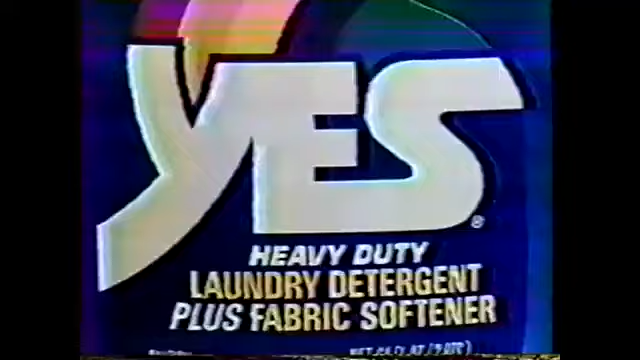 YES®
HEAVY DUTY
LAUNDRY DETERGENT
PLUS FABRIC SOFTENER